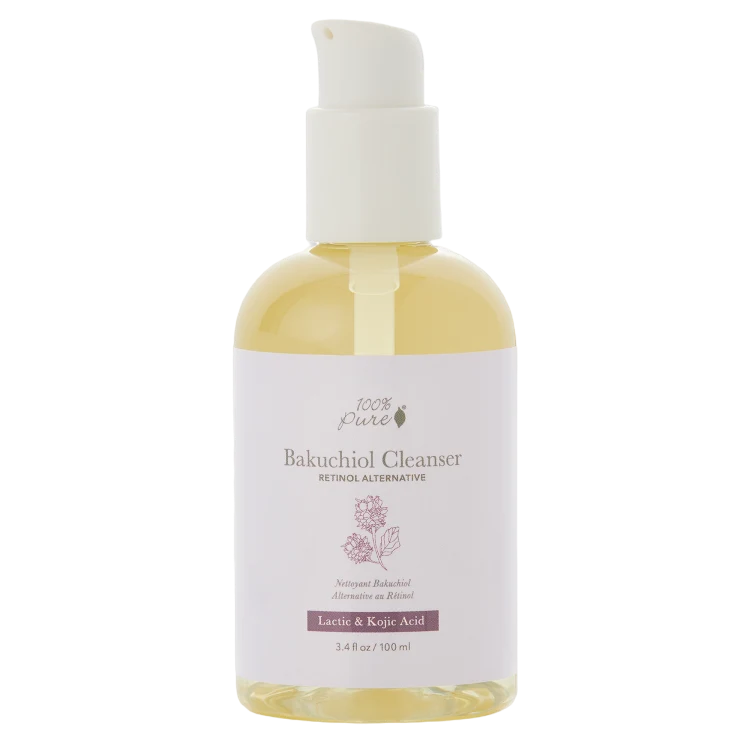 100%
Pure
Bakuchiol Cleanser
RETINOL ALTERNATIVE
Nettoyant Bakuchiol
Alternative au Rétinol
Lactic & Kojic Acid
3.4 fl oz / 100 ml